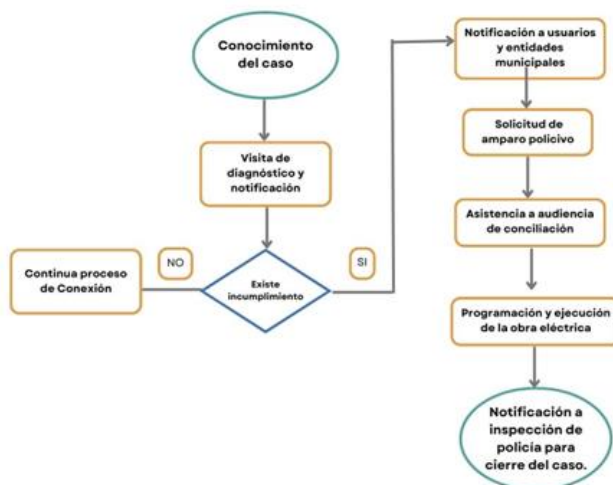 Conocimiento
del caso
Visita de
diagnóstico y
notificación
Existe
incumplimiento
NO
Continua proceso
de Conexión
SI
Notificación a usuarios
y entidades
municipales
Solicitud de
amparo policivo
Asistencia a audiencia
de conciliación
Programación y ejecución
de la obra eléctrica
Notificación a
inspección de
policía para
cierre del caso.